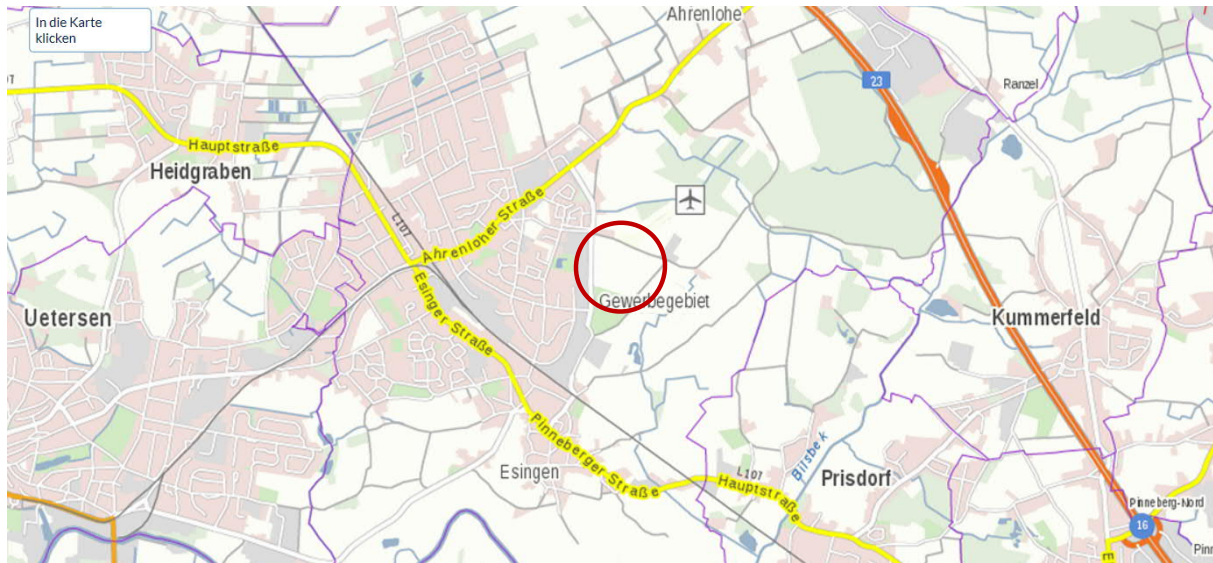 In die Karte
klicken
Ahrenlohe
23
Ranzel
Hauptstraße
Heidgraben
L107
Ahrenloher Straße
Gewerbegebiet
Esinger Straße
Uetersen
Kummerfeld
Pinneberger-Straße
Bilsbek
Esingen
L107
Hauptstraße
Prisdorf
Pinneberg-Nord
16
Pinn
E